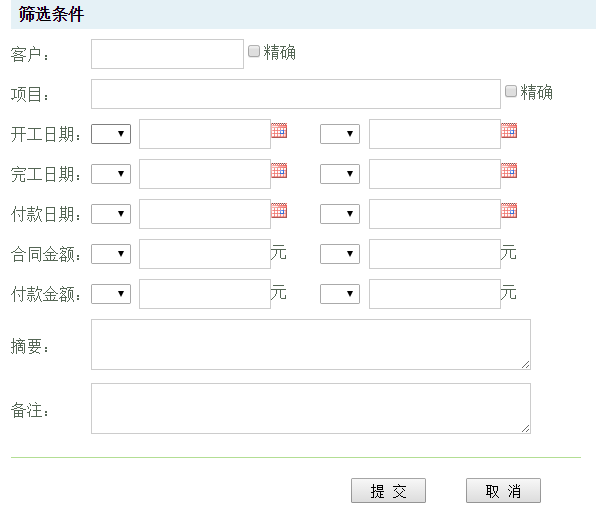 筛选条件
客户： 精确
项目： 精确
开工日期：
完工日期：
付款日期：
合同金额： 元 元
付款金额： 元 元
摘要：
备注：
提 交 取 消